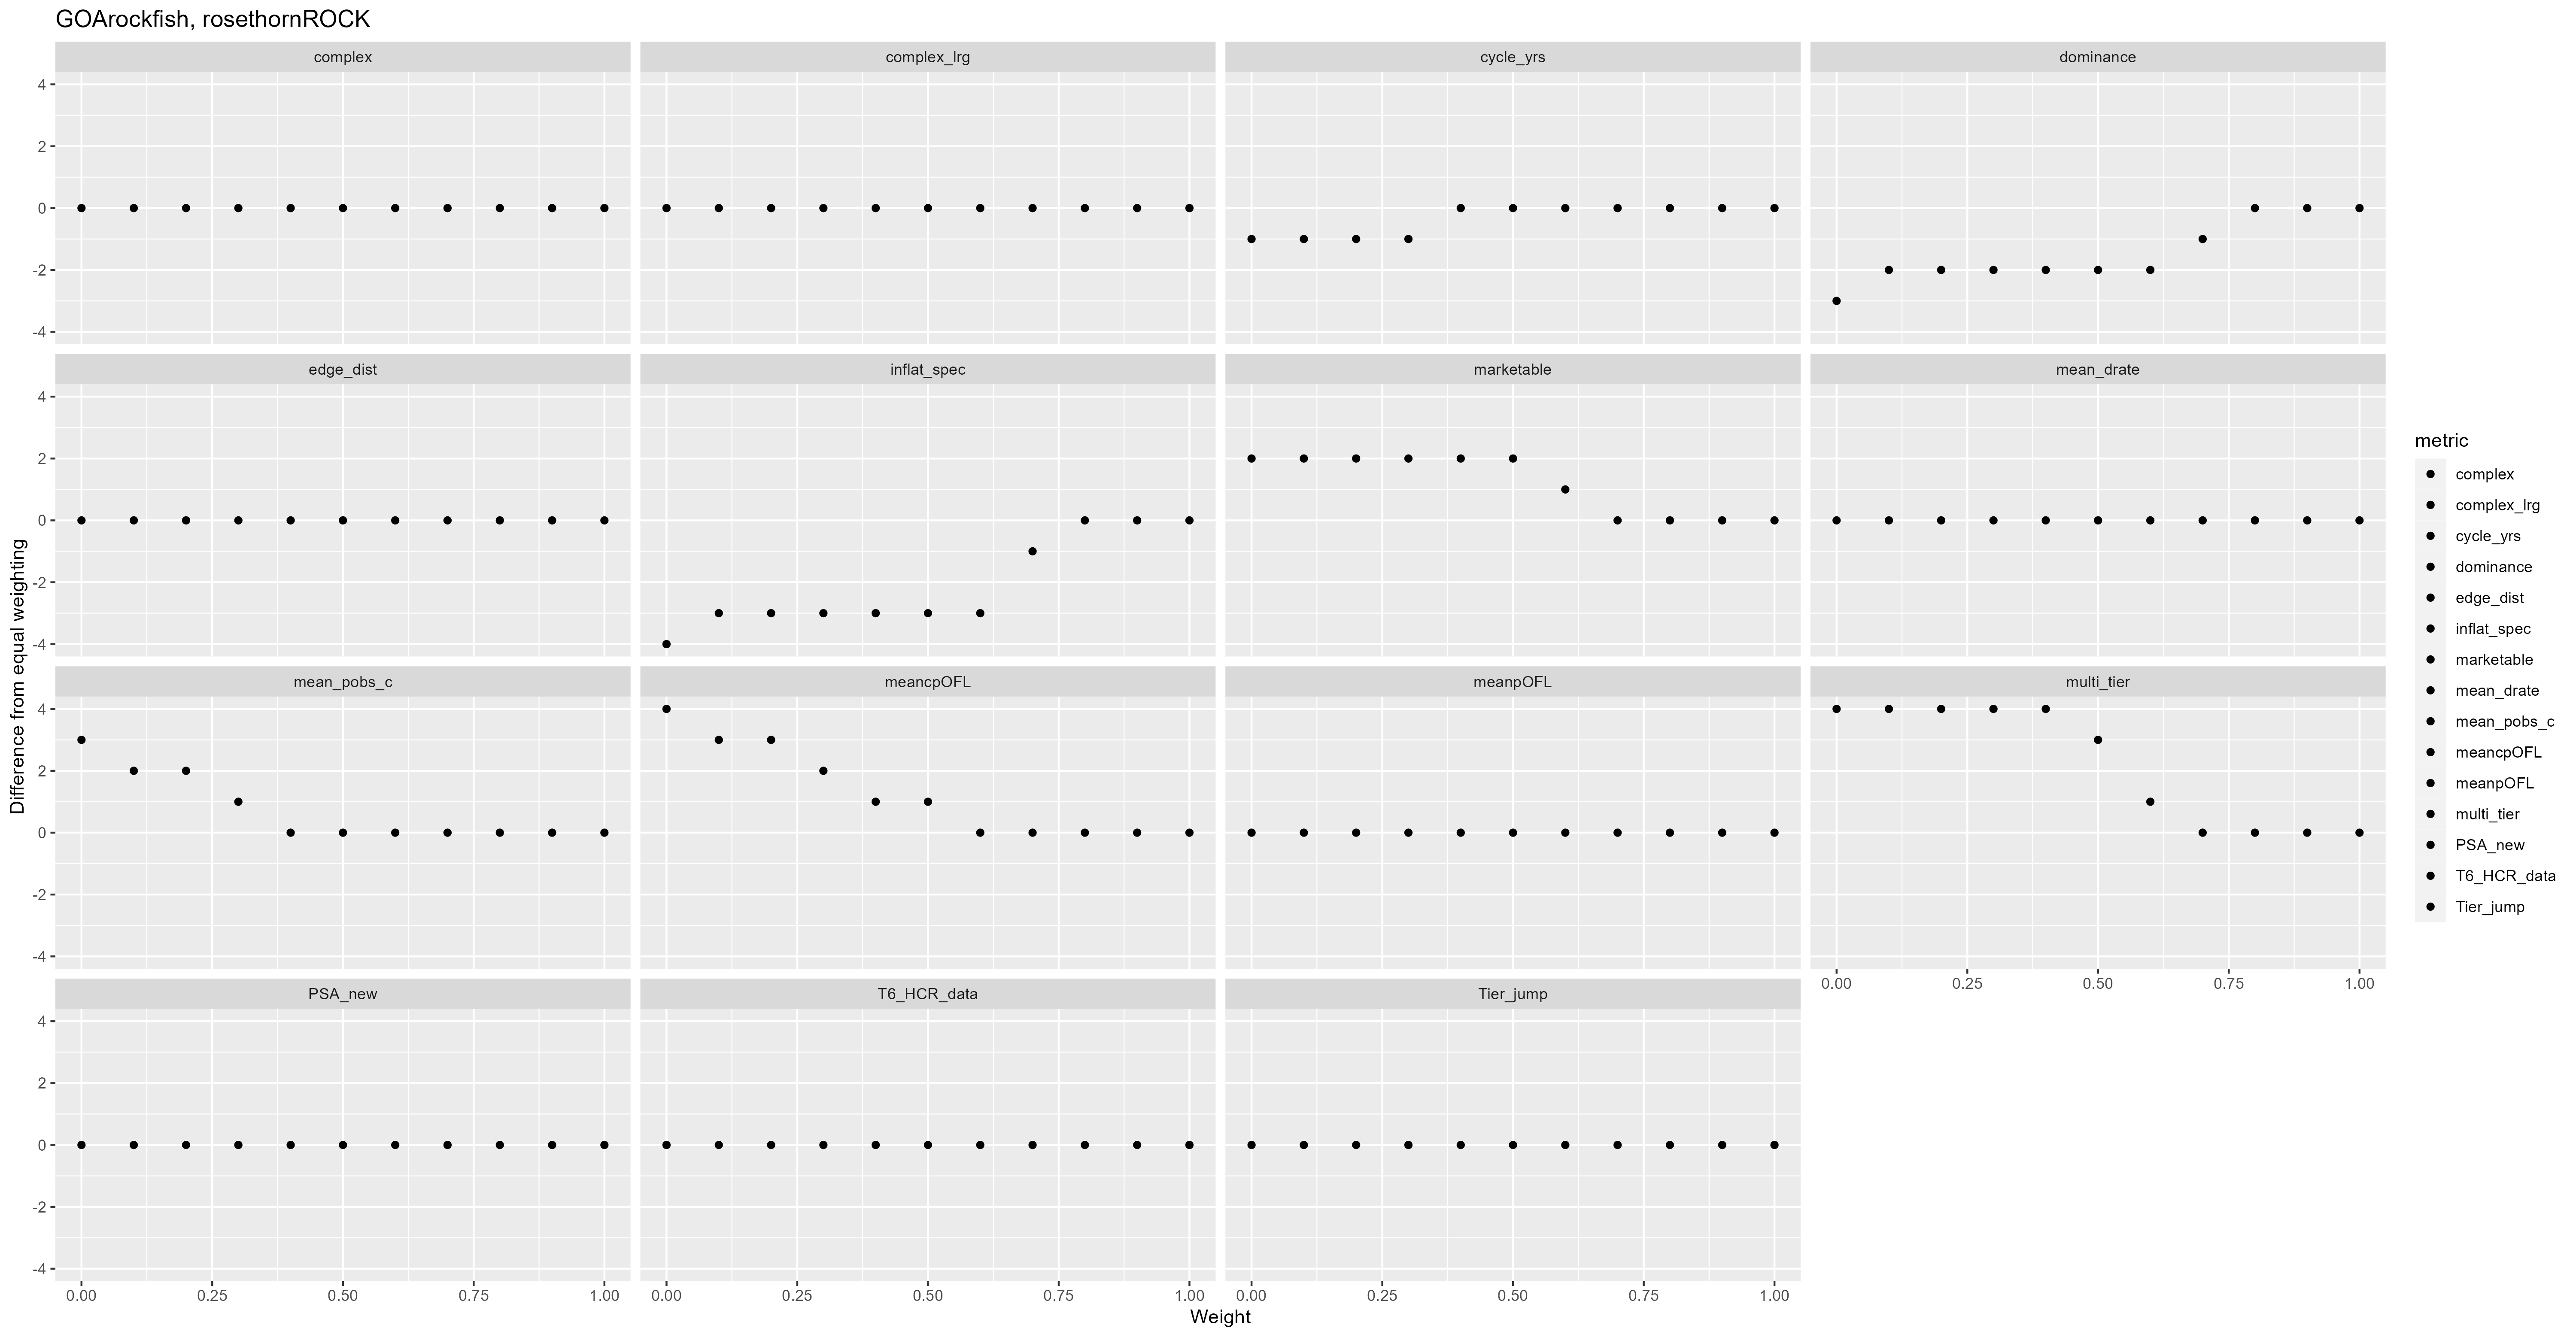 GOArockfish, rosethornROCK
complex
complex_lrg
cycle_yrs
dominance
4
2
0
-2
-4
edge_dist
inflat_spec
marketable
mean_drate
4
2
0
-2
-4
mean_pobs_c
meancpOFL
meanpOFL
multi_tier
4
2
0
-2
-4
0.00 0.25 0.50 0.75 1.00
PSA_new
T6_HCR_data
Tier_jump
4
2
0
-2
-4
0.00 0.25 0.50 0.75 1.00
0.00 0.25 0.50 0.75 1.00
0.00 0.25 0.50 0.75 1.00
Weight
Difference from equal weighting
metric
complex
complex_lrg
cycle_yrs
dominance
edge_dist
inflat_spec
marketable
mean_drate
mean_pobs_c
meancpOFL
meanpOFL
multi_tier
PSA_new
T6_HCR_data
Tier_jump